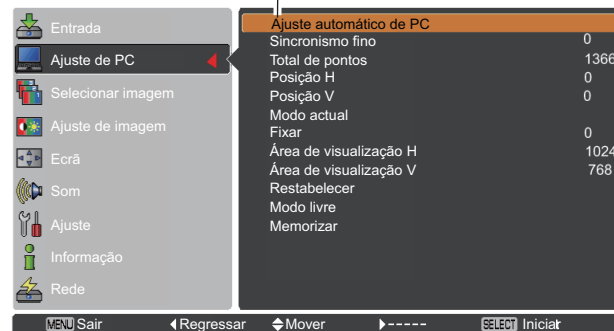 Entrada
Ajuste de PC
Selecionar imagem
Ajuste de imagem
Ecrã
Som
Ajuste
Informação
Rede
Ajuste automático de PC
Sincronismo fino 0
Total de pontos 1366
Posição H 0
Posição V 0
Modo actual
Fixar 0
Área de visualização H 1024
Área de visualização V 768
Restabelecer
Modo livre
Memorizar
MENU Sair Regressar Mover ----- SELECT Iniciar